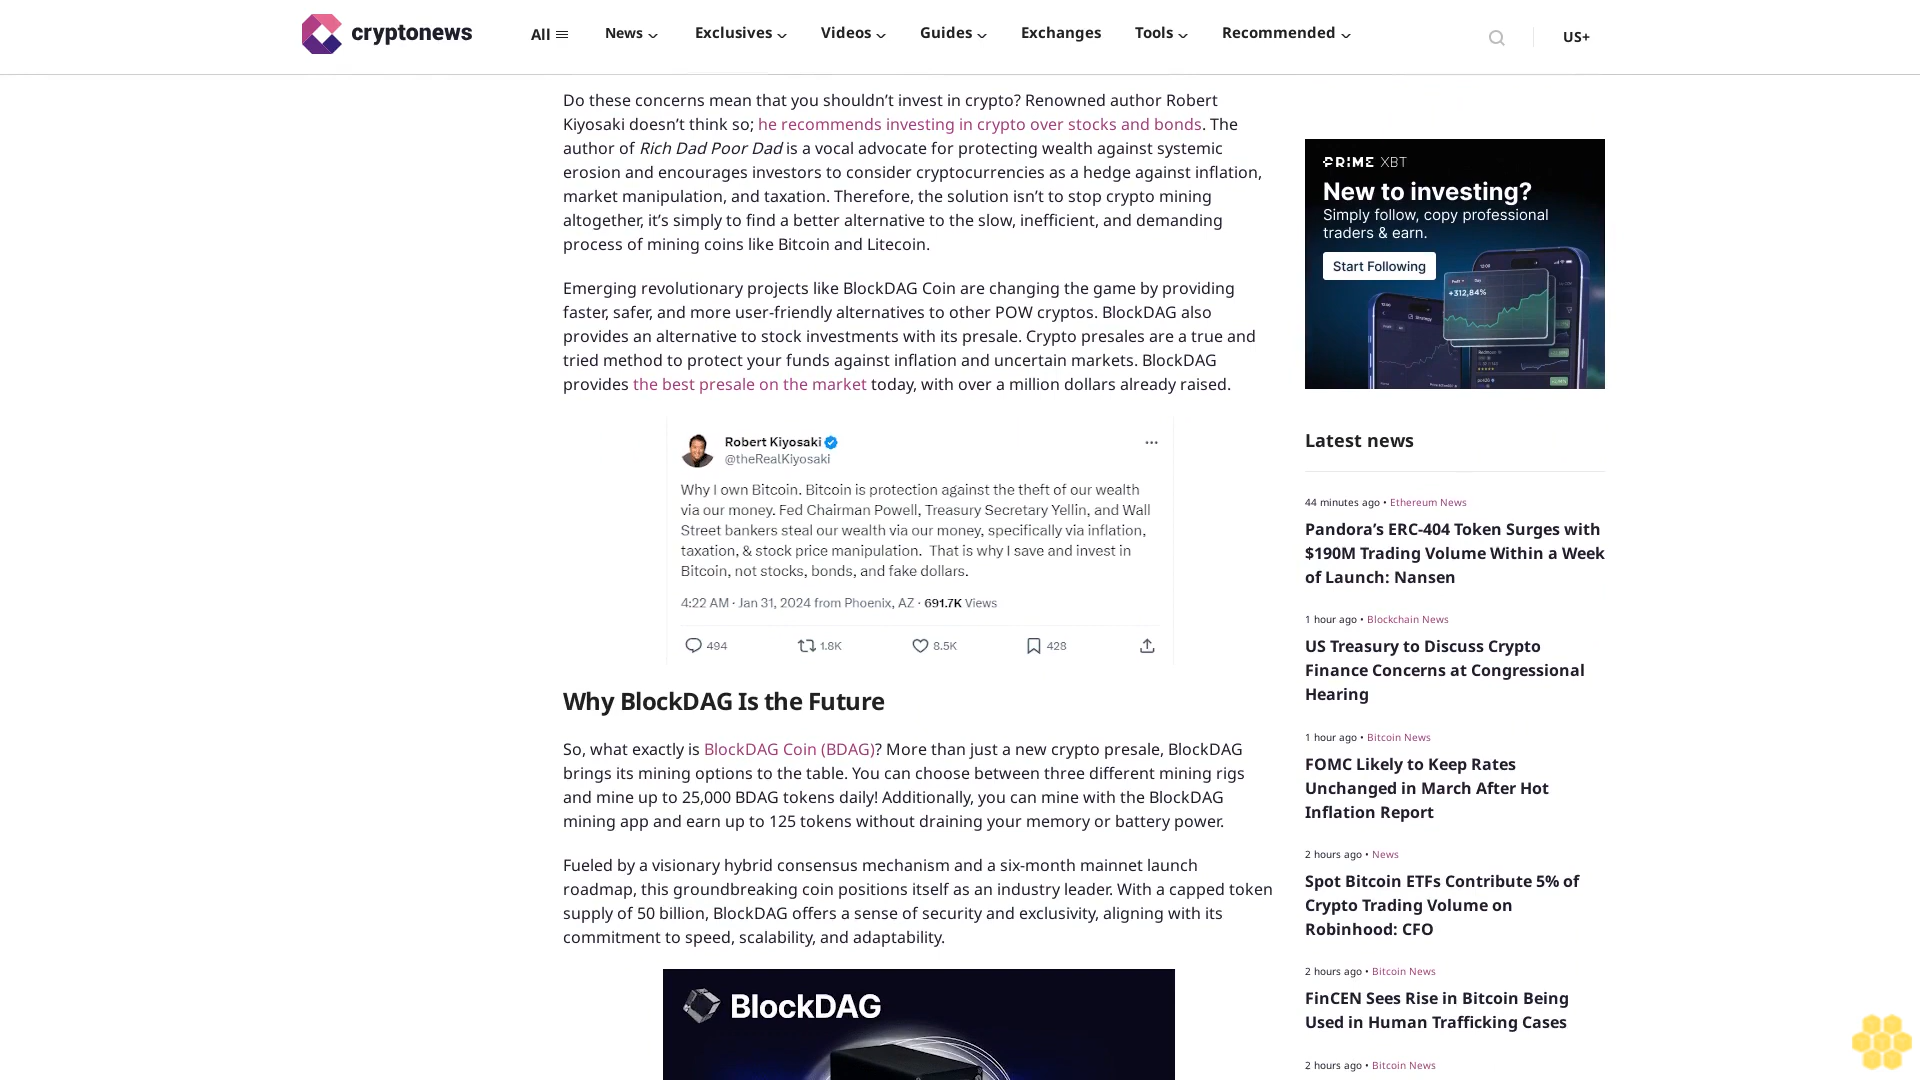 cryptonews
All
News
Exclusives
Videos
Guides
Exchanges
Tools
Recommended
US+
Do these concerns mean that you shouldn’t invest in crypto? Renowned author Robert
Kiyosaki doesn’t think so; he recommends investing in crypto over stocks and bonds. The
author of Rich Dad Poor Dad is a vocal advocate for protecting wealth against systemic
erosion and encourages investors to consider cryptocurrencies as a hedge against inflation,
market manipulation, and taxation. Therefore, the solution isn’t to stop crypto mining
altogether, it’s simply to find a better alternative to the slow, inefficient, and demanding
process of mining coins like Bitcoin and Litecoin.
Emerging revolutionary projects like BlockDAG Coin are changing the game by providing
faster, safer, and more user-friendly alternatives to other POW cryptos. BlockDAG also
provides an alternative to stock investments with its presale. Crypto presales are a true and
tried method to protect your funds against inflation and uncertain markets. BlockDAG
provides the best presale on the market today, with over a million dollars already raised.
Robert Kiyosaki
@theRealKiyosaki
Why I own Bitcoin. Bitcoin is protection against the theft of our wealth
via our money. Fed Chairman Powell, Treasury Secretary Yellin, and Wall
Street bankers steal our wealth via our money, specifically via inflation,
taxation, & stock price manipulation.  That is why I save and invest in
Bitcoin, not stocks, bonds, and fake dollars.
4:22 AM · Jan 31, 2024 from Phoenix, AZ · 691.7K Views
494
1.8K
8.5K
428
Why BlockDAG Is the Future
So, what exactly is BlockDAG Coin (BDAG)? More than just a new crypto presale, BlockDAG
brings its mining options to the table. You can choose between three different mining rigs
and mine up to 25,000 BDAG tokens daily! Additionally, you can mine with the BlockDAG
mining app and earn up to 125 tokens without draining your memory or battery power.
Fueled by a visionary hybrid consensus mechanism and a six-month mainnet launch
roadmap, this groundbreaking coin positions itself as an industry leader. With a capped token
supply of 50 billion, BlockDAG offers a sense of security and exclusivity, aligning with its
commitment to speed, scalability, and adaptability.
BlockDAG
PRIME XBT
New to investing?
Simply follow, copy professional
traders & earn.
Start Following
+312,84%
Latest news
44 minutes ago • Ethereum News
Pandora’s ERC-404 Token Surges with
$190M Trading Volume Within a Week
of Launch: Nansen
1 hour ago • Blockchain News
US Treasury to Discuss Crypto
Finance Concerns at Congressional
Hearing
1 hour ago • Bitcoin News
FOMC Likely to Keep Rates
Unchanged in March After Hot
Inflation Report
2 hours ago • News
Spot Bitcoin ETFs Contribute 5% of
Crypto Trading Volume on
Robinhood: CFO
2 hours ago • Bitcoin News
FinCEN Sees Rise in Bitcoin Being
Used in Human Trafficking Cases
2 hours ago • Bitcoin News